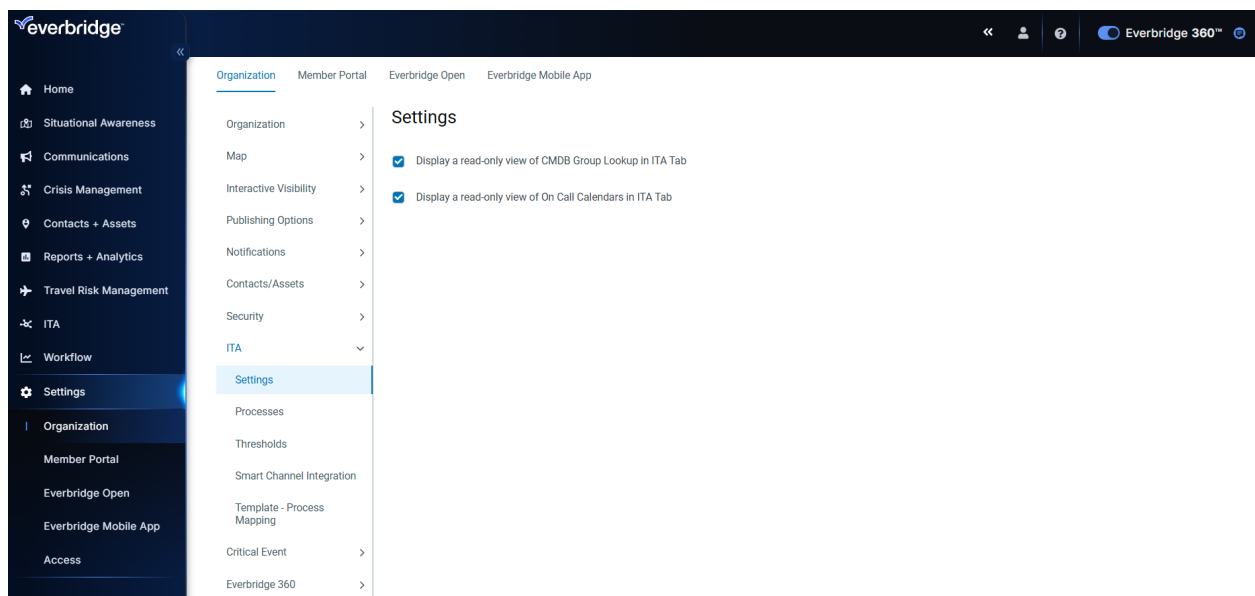 everbridge
Everbridge 360™
Home
Situational Awareness
Communications
Crisis Management
Contacts + Assets
Reports + Analytics
Travel Risk Management
ITA
Workflow
Settings
Organization
Member Portal
Everbridge Open
Everbridge Mobile App
Access
Organization
Member Portal
Everbridge Open
Everbridge Mobile App
Organization
Map
Interactive Visibility
Publishing Options
Notifications
Contacts/Assets
Security
ITA
Settings
Processes
Thresholds
Smart Channel Integration
Template - Process
Mapping
Critical Event
Everbridge 360
Settings
Display a read-only view of CMDB Group Lookup in ITA Tab
Display a read-only view of On Call Calendars in ITA Tab